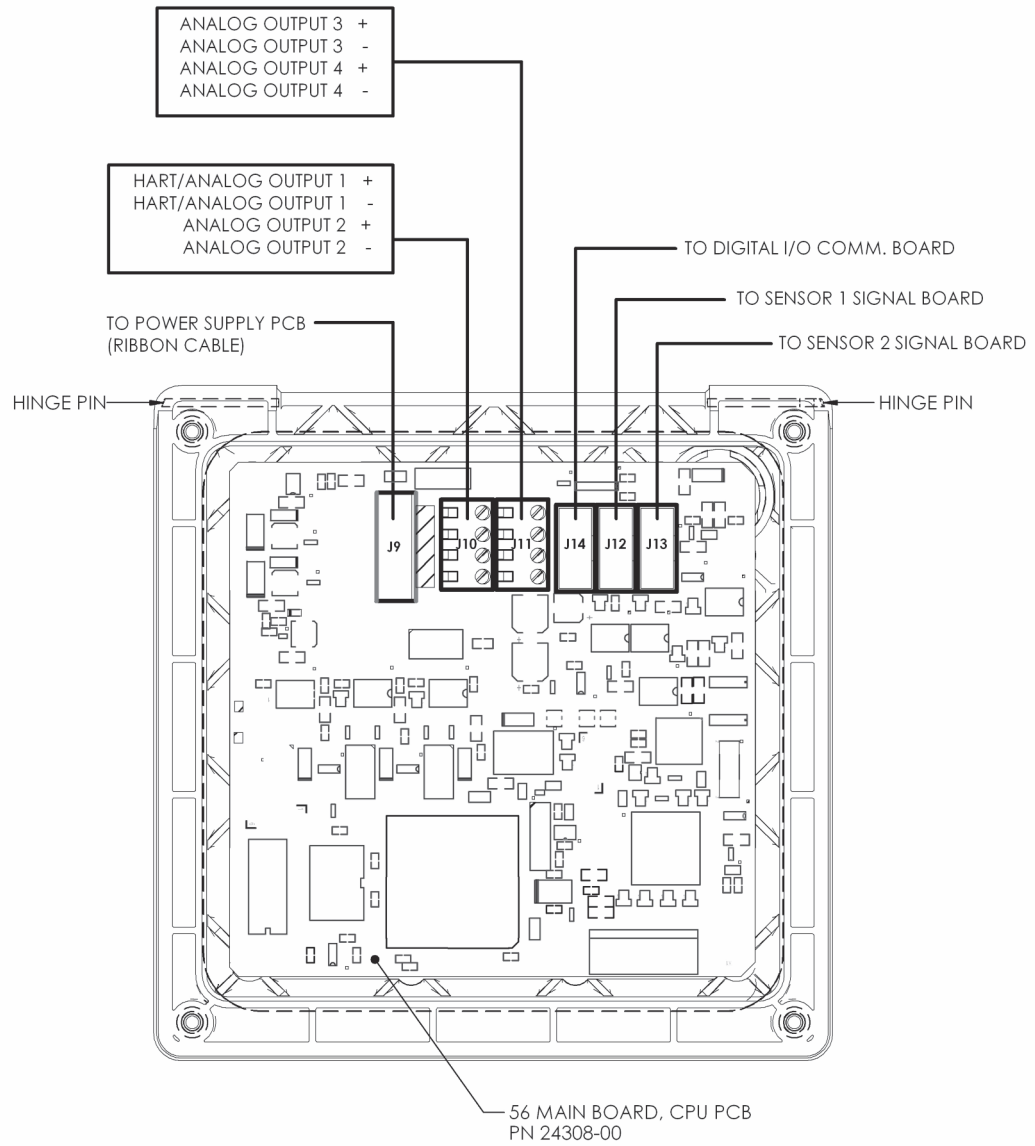 ANALOG OUTPUT 3 +
ANALOG OUTPUT 3 -
ANALOG OUTPUT 4 +
ANALOG OUTPUT 4 -
HART/ANALOG OUTPUT 1 +
HART/ANALOG OUTPUT 1 -
ANALOG OUTPUT 2 +
ANALOG OUTPUT 2 -
TO DIGITAL I/O COMM. BOARD
TO SENSOR 1 SIGNAL BOARD
TO POWER SUPPLY PCB
(RIBBON CABLE)
TO SENSOR 2 SIGNAL BOARD
HINGE PIN
HINGE PIN
J9
J10
J11
J14
J12
J13
56 MAIN BOARD, CPU PCB
PN 24308-00